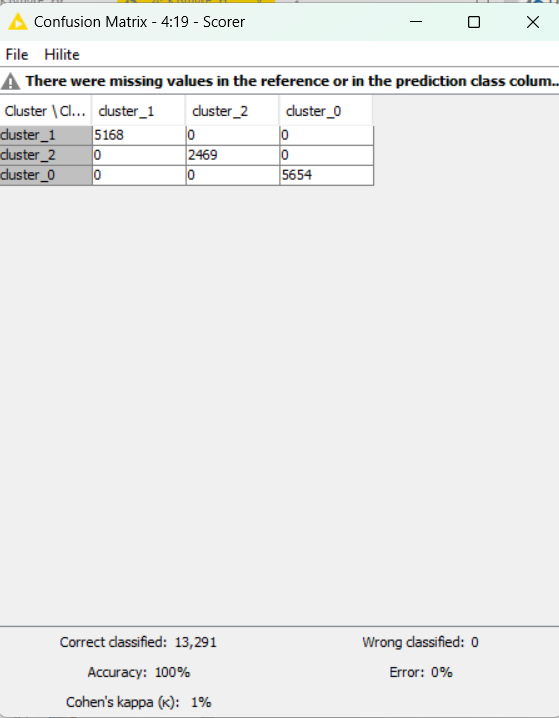 Confusion Matrix - 4:19 - Scorer
File Hilite
There were missing values in the reference or in the prediction class colum...
Cluster \ Cl... cluster_1 cluster_2 cluster_0
cluster_1 5168 0 0
cluster_2 0 2469 0
cluster_0 0 0 5654
Correct classified: 13,291 Wrong classified: 0
Accuracy: 100% Error: 0%
Cohen's kappa (κ): 1%